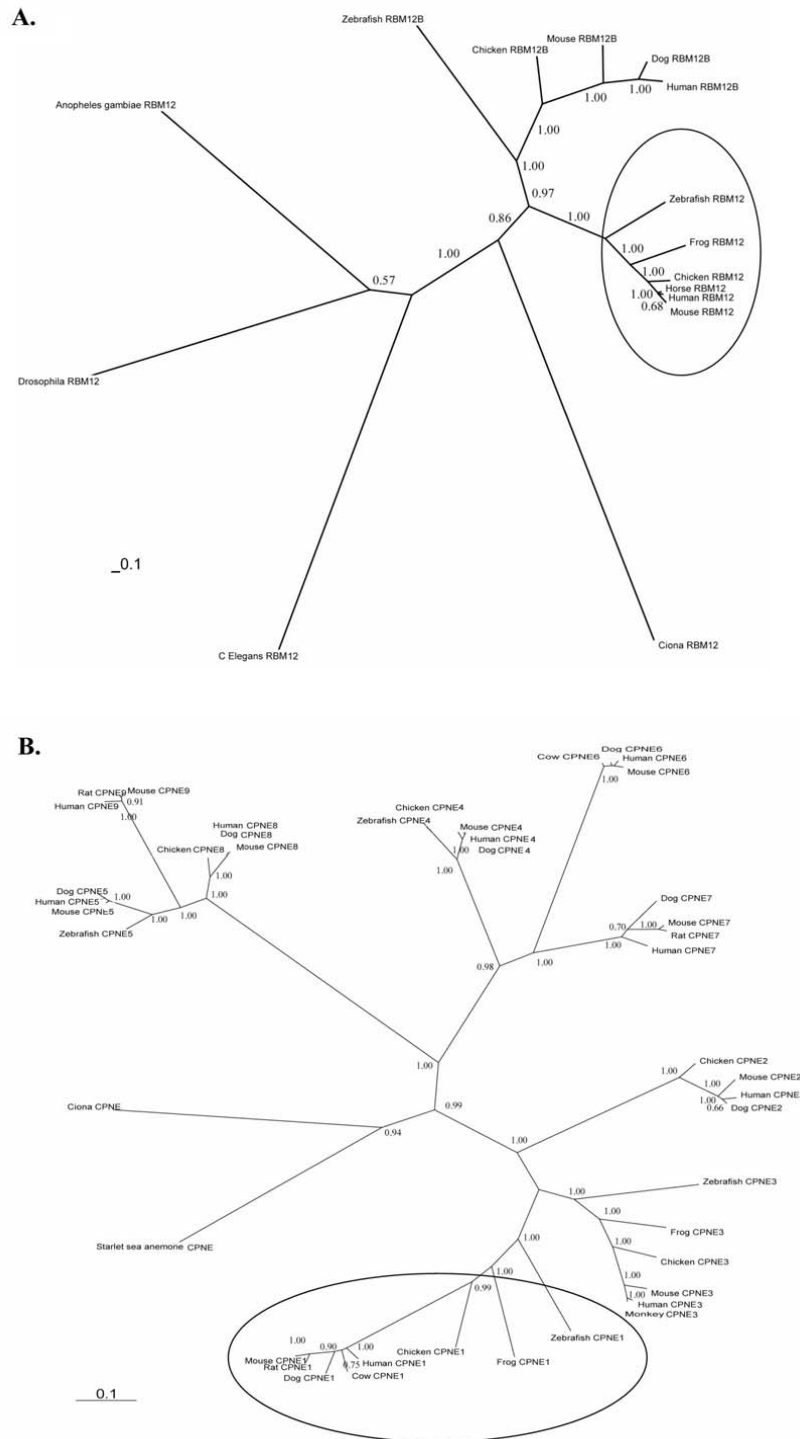 A.
Zebrafish RBM12B
Mouse RBM12B
Chicken RBM12B
Dog RBM12B
Human RBM12B
1.00
1.00
Anopheles gambiae RBM12
1.00
1.00
0.97
Zebrafish RBM12
0.86
1.00
Frog RBM12
1.00
1.00
Chicken RBM12
1.00
Horse RBM12
0.57
1.00
Human RBM12
0.68
Mouse RBM12
Drosophila RBM12
0.1
Ciona RBM12
C Elegans RBM12
B.
Dog CPNE6
Cow CPNE6
Human CPNE6
Mouse CPNE6
1.00
Rat CPNE9
Mouse CPNE9
0.91
Human CPNE9
1.00
Chicken CPNE4
Zebrafish CPNE4
Mouse CPNE4
Human CPNE4
1.00
Dog CPNE4
1.00
Human CPNE8
Dog CPNE8
Mouse CPNE8
Chicken CPNE8
1.00
1.00
Dog CPNE5
1.00
Human CPNE5
Mouse CPNE5
1.00
1.00
Zebrafish CPNE5
Dog CPNE7
0.70
1.00
Mouse CPNE7
Rat CPNE7
1.00
Human CPNE7
0.98
1.00
1.00
Chicken CPNE2
1.00
1.00
Mouse CPNE2
1.00
Human CPNE
0.66
Dog CPNE2
Ciona CPNE
0.99
0.94
1.00
Zebrafish CPNE3
1.00
1.00
Frog CPNE3
1.00
Chicken CPNE3
1.00
Mouse CPNE3
1.00
Human CPNE3
Monkey CPNE3
Starlet sea anemone CPNE
1.00
1.00
0.99
Zebrafish CPNE1
1.00
0.90
1.00
Chicken CPNE1
Frog CPNE1
Mouse CPNE1
Rat CPNE1
Human CPNE1
0.75
Dog CPNE1
Cow CPNE1
0.1